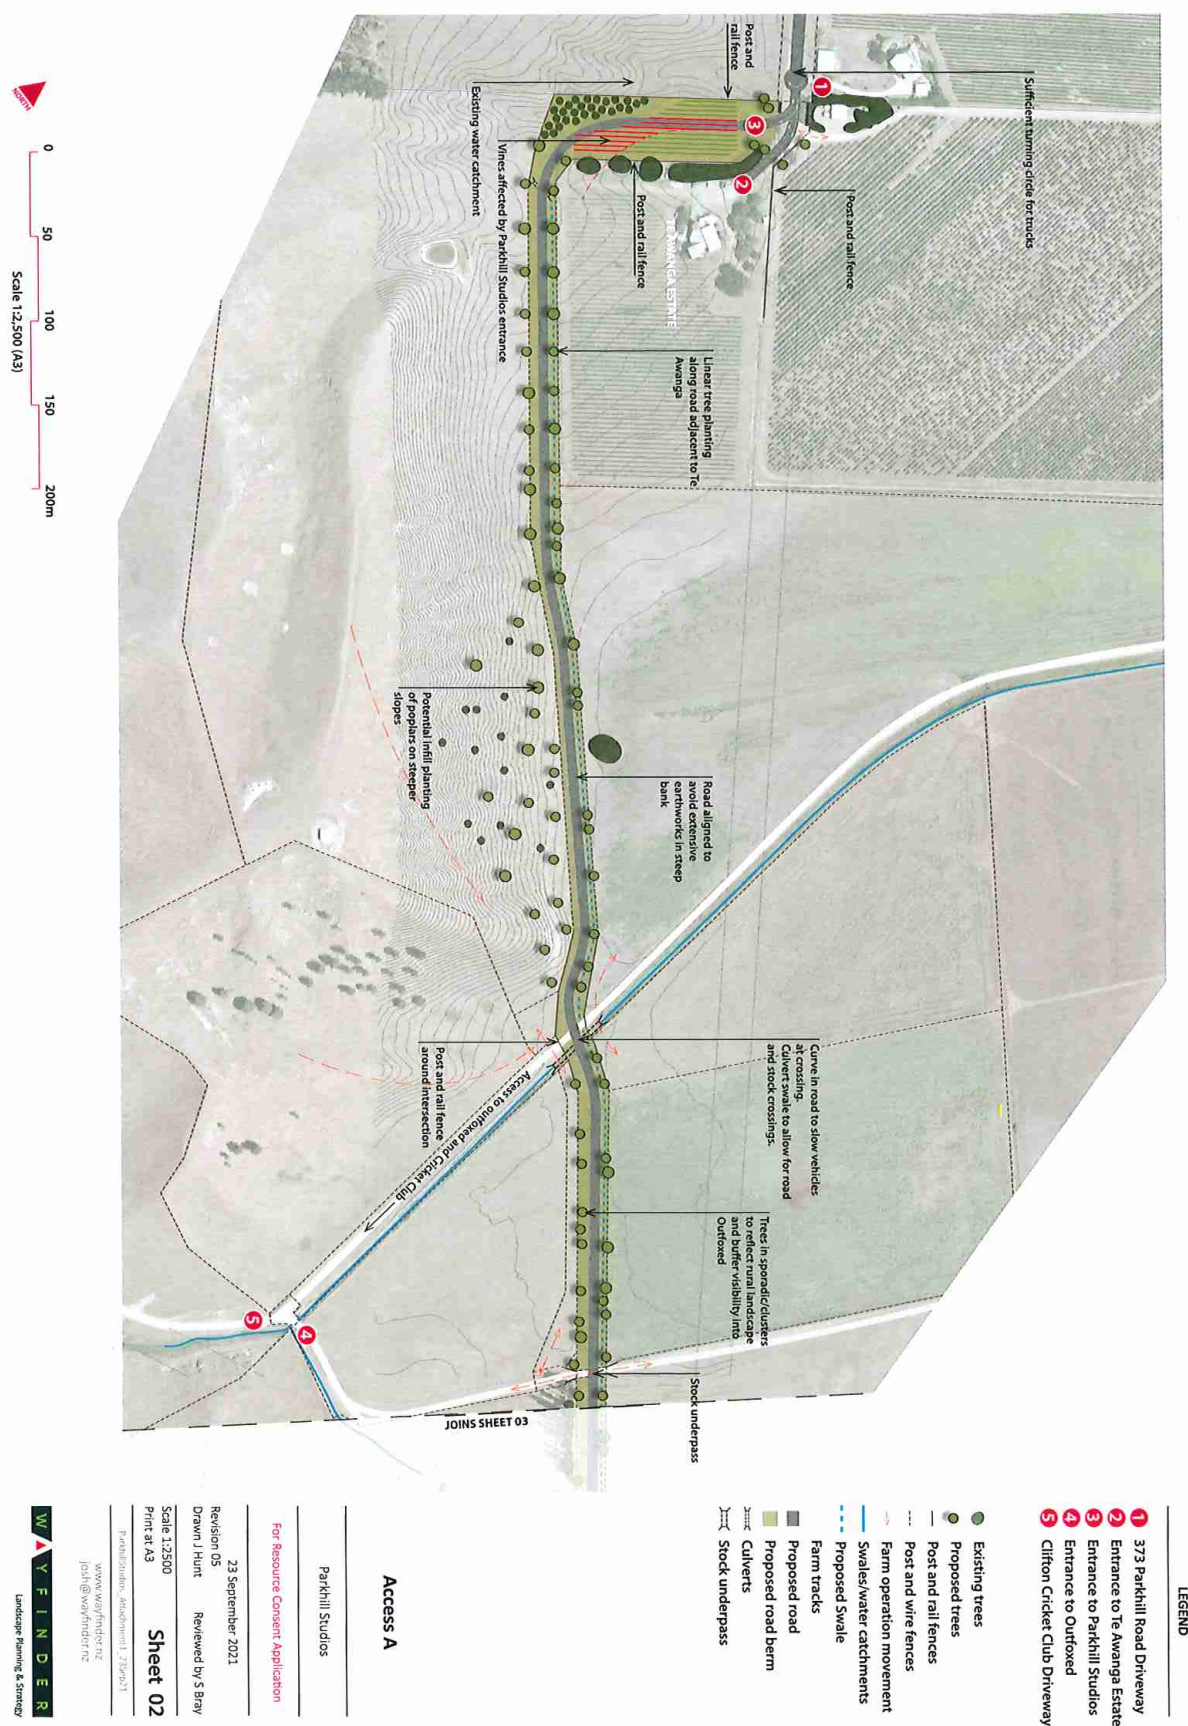 LEGEND
1 373 Parkhill Road Driveway
2 Entrance to Te Awanga Estate
3 Entrance to Parkhill Studios
4 Entrance to Outfoxed
5 Clifton Cricket Club Driveway
Existing trees
Proposed trees
Post and rail fences
Post and wire fences
Farm operation movement
Swales/water catchments
Proposed Swale
Farm tracks
Proposed road
Proposed road berm
Culverts
Stock underpass
Sufficient turning circle for trucks
Post and
rail fence
1
3
2
Post and rail fence
Post and rail fence
TE AWANGA ESTATE
Existing water catchment
Vines affected by Parkhill Studios entrance
Linear tree planting
along road adjacent to Te
Awanga
Potential infill planting
of poplars on steeper
slopes
Road aligned to
avoid extensive
earthworks in steep
bank
Curve in road to slow vehicles
at crossing.
Culvert swale to allow for road
and stock crossings.
Post and rail fence
around intersection
Access to outfoxed and Cricket Club
Trees in sporadic/clusters
to reflect rural landscape
and buffer visibility into
Outfoxed
Stock underpass
4
5
JOINS SHEET 03
NORTH
0 50 100 150 200m
Scale 1:2,500 (A3)
Access A
Parkhill Studios
For Resource Consent Application
23 September 2021
Revision 05
Drawn J Hunt Reviewed by S Bray
Scale 1:2500
Print at A3 Sheet 02
ParkhillStudios_Attachment1_23Sep21
www.wayfinder.nz
josh@wayfinder.nz
WAYFINDER
Landscape Planning & Strategy